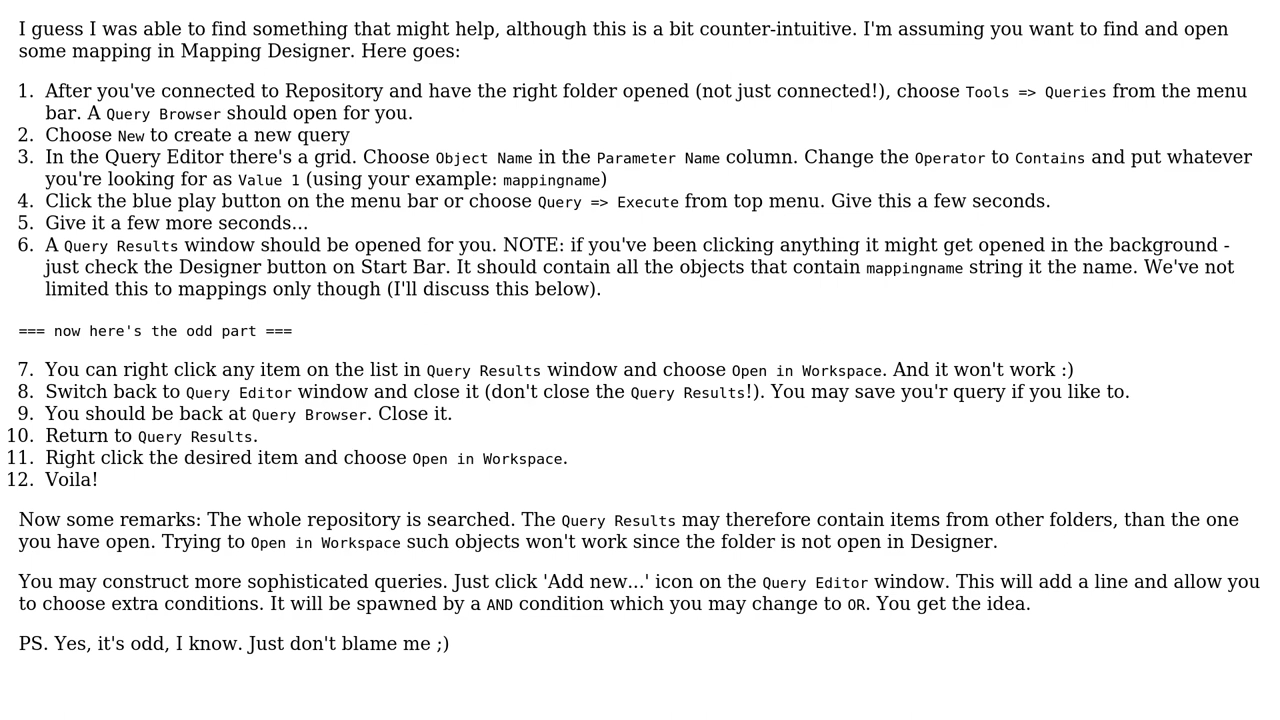 I guess I was able to find something that might help, although this is a bit counter-intuitive. I'm assuming you want to find and open
some mapping in Mapping Designer. Here goes:
1. After you've connected to Repository and have the right folder opened (not just connected!), choose Tools => Queries from the menu
bar. A Query Browser should open for you.
2. Choose New to create a new query
3. In the Query Editor there's a grid. Choose Object Name in the Parameter Name column. Change the Operator to Contains and put whatever
you're looking for as Value 1 (using your example: mappingname)
4. Click the blue play button on the menu bar or choose Query => Execute from top menu. Give this a few seconds.
5. Give it a few more seconds...
6. A Query Results window should be opened for you. NOTE: if you've been clicking anything it might get opened in the background -
just check the Designer button on Start Bar. It should contain all the objects that contain mappingname string it the name. We've not
limited this to mappings only though (I'll discuss this below).
=== now here's the odd part ===
7. You can right click any item on the list in Query Results window and choose Open in Workspace. And it won't work :)
8. Switch back to Query Editor window and close it (don't close the Query Results!). You may save you'r query if you like to.
9. You should be back at Query Browser. Close it.
10. Return to Query Results.
11. Right click the desired item and choose Open in Workspace.
12. Voila!
Now some remarks: The whole repository is searched. The Query Results may therefore contain items from other folders, than the one
you have open. Trying to Open in Workspace such objects won't work since the folder is not open in Designer.
You may construct more sophisticated queries. Just click 'Add new...' icon on the Query Editor window. This will add a line and allow you
to choose extra conditions. It will be spawned by a AND condition which you may change to OR. You get the idea.
PS. Yes, it's odd, I know. Just don't blame me ;)